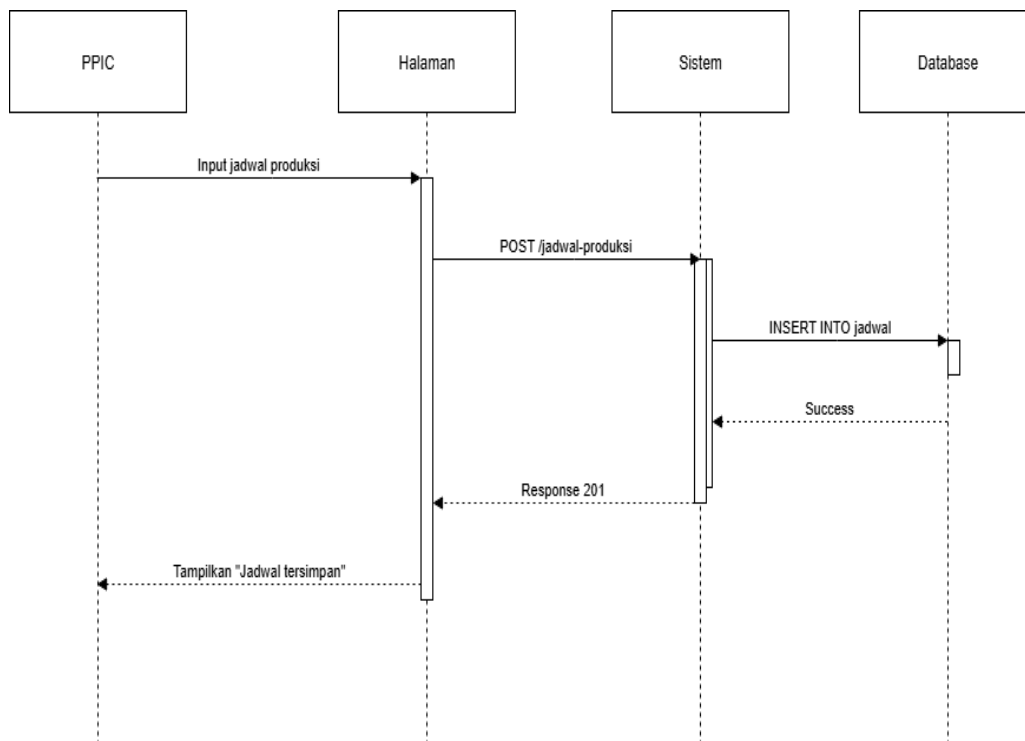 PPIC
Halaman
Sistem
Database
Input jadwal produksi
POST /jadwal-produksi
INSERT INTO jadwal
Success
Response 201
Tampilkan "Jadwal tersimpan"